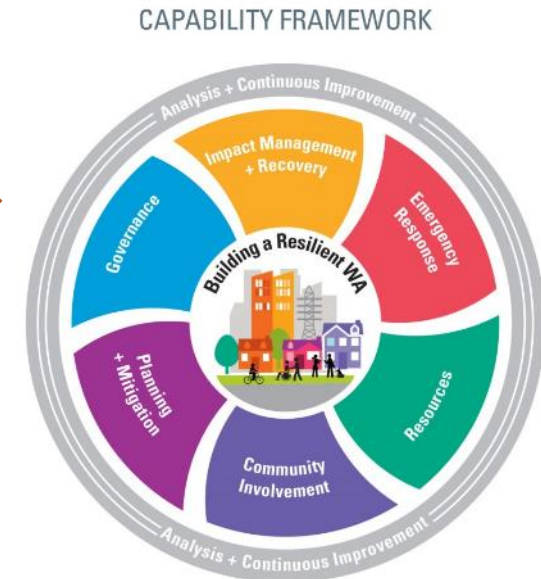 CAPABILITY FRAMEWORK
Analysis + Continuous Improvement
Impact Management
+ Recovery
Emergency
Response
Resources
Community
Involvement
Planning
+ Mitigation
Governance
Building a Resilient WA
Analysis + Continuous Improvement